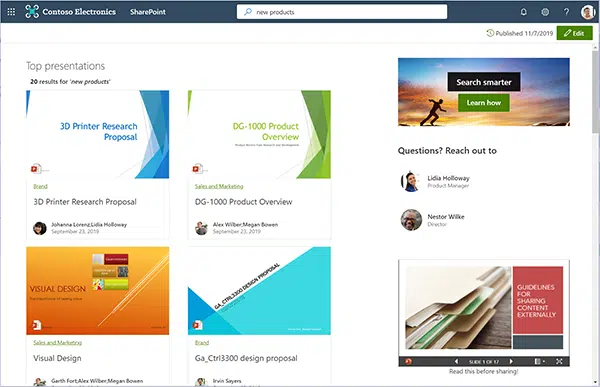 Contoso Electronics SharePoint new products
Published 11/7/2019 Edit
Top presentations
20 results for 'new products'
3D Printer Research
Proposal
Brand
3D Printer Research Proposal
Johanna Lorenz;Lidia Holloway
September 23, 2019
DG-1000 Product
Overview
Product Review from Research and Development
Sales and Marketing
DG-1000 Product Overview
Alex Wilber;Megan Bowen
September 23, 2019
VISUAL DESIGN
Sales and Marketing
Visual Design
Garth Fort;Alex Wilber;Megan
Bowen
GA_CTRL3300 DESIGN PROPOSAL
Brand
Ga_Ctrl3300 design proposal
Irvin Sayers
Search smarter
Learn how
Questions? Reach out to
Lidia Holloway
Product Manager
Nestor Wilke
Director
GUIDELINES
FOR
SHARING
CONTENT
EXTERNALLY
SLIDE 1 OF 17
Read this before sharing!